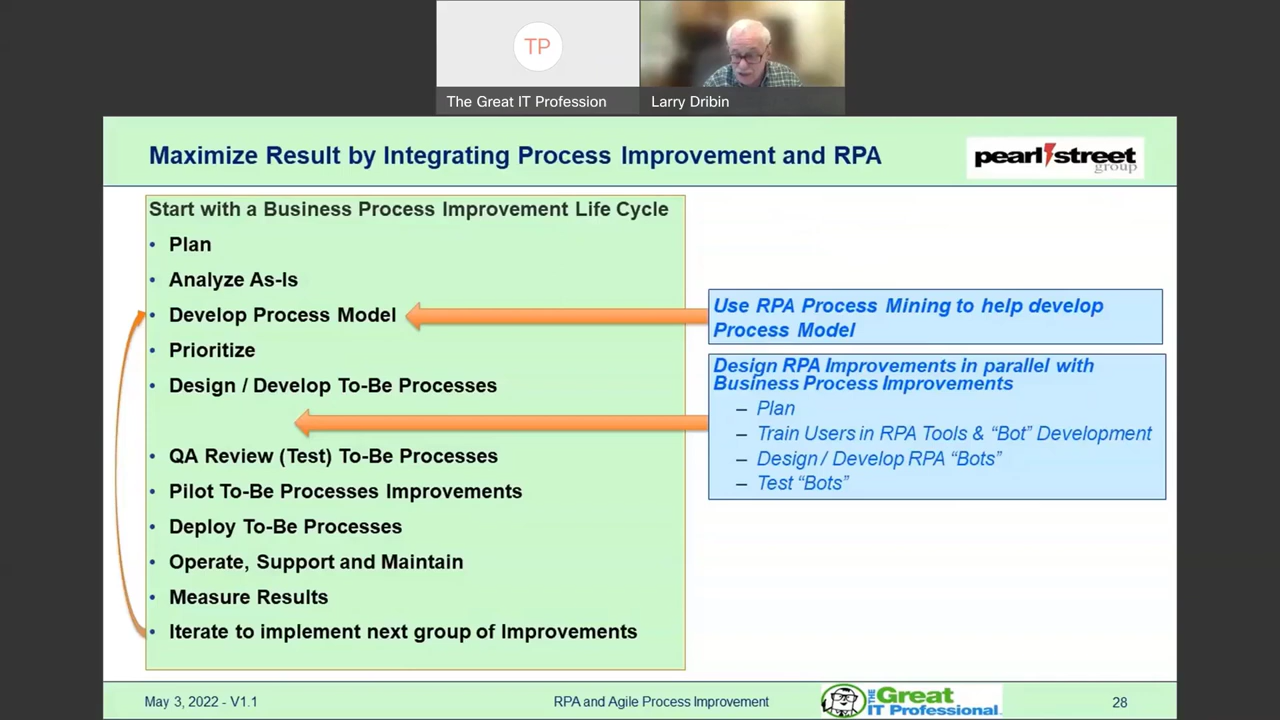 TP
The Great IT Profession
Larry Dribin
Maximize Result by Integrating Process Improvement and RPA
pearl street
group
Start with a Business Process Improvement Life Cycle
• Plan
• Analyze As-Is
• Develop Process Model
• Prioritize
• Design / Develop To-Be Processes
• QA Review (Test) To-Be Processes
• Pilot To-Be Processes Improvements
• Deploy To-Be Processes
• Operate, Support and Maintain
• Measure Results
• Iterate to implement next group of Improvements
Use RPA Process Mining to help develop
Process Model
Design RPA Improvements in parallel with
Business Process Improvements
– Plan
– Train Users in RPA Tools & “Bot” Development
– Design / Develop RPA “Bots”
– Test “Bots”
May 3, 2022 - V1.1
RPA and Agile Process Improvement
THE Great
IT Professional
28